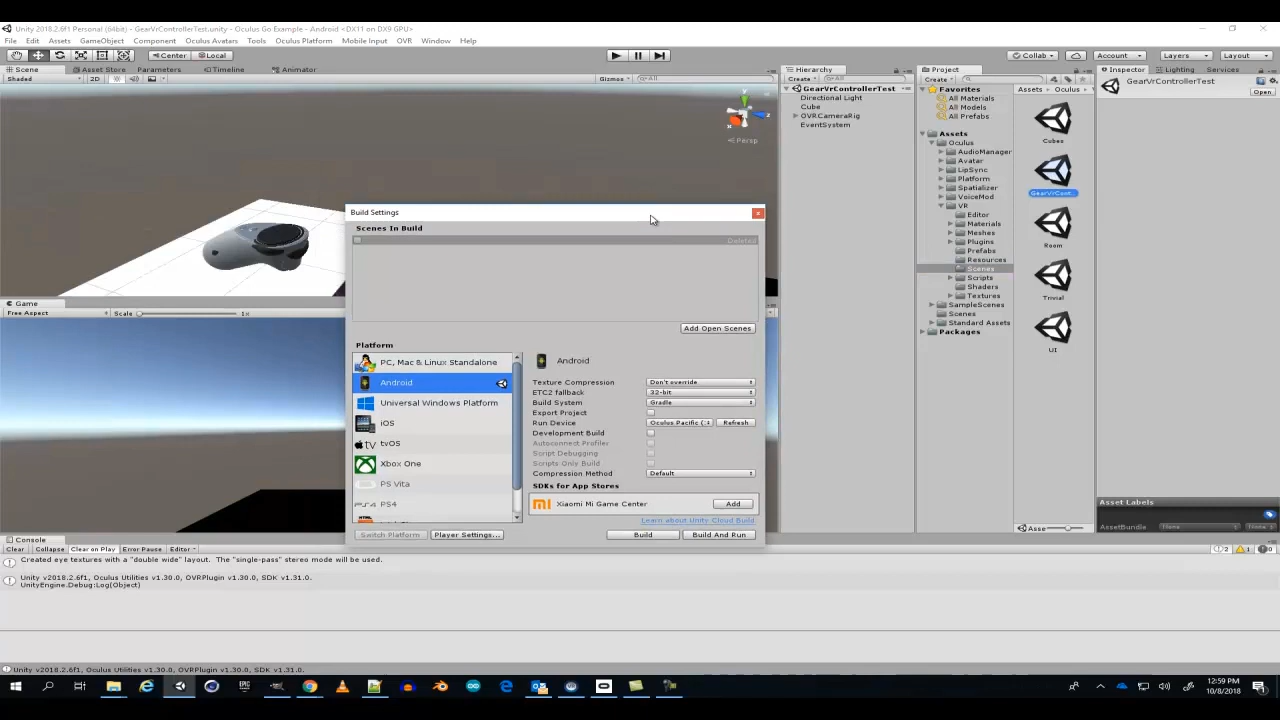 Unity 2018.2.6f1 Personal (64bit) - GearVrControllerTest.unity - Oculus Go Example - Android <DX11 on DX9 GPU>
File Edit Assets GameObject Component Oculus Avatars Tools Oculus Platform Mobile Input OVR Window Help
Center Local Collab Account Layers Layout
Scene Asset Store Parameters Timeline Animator
Shaded 2D Gizmos All
Persp
Hierarchy
Create All
GearVrControllerTest
Directional Light
Cube
OVRCameraRig
EventSystem
Project
Create
Favorites
All Materials
All Models
All Prefabs
Assets
Oculus
AudioManager
Avatar
LipSync
Platform
Spatializer
VoiceMod
VR
Editor
Materials
Meshes
Plugins
Prefabs
Resources
Scenes
Scripts
Shaders
Textures
SampleScenes
Scenes
Standard Assets
Packages
Assets Oculus
Cubes
GearVrCont...
Room
Trivial
UI
Asse
Inspector Lighting Services
GearVrControllerTest
Open
Asset Labels
AssetBundle None None
Build Settings
Scenes In Build
Deleted
Add Open Scenes
Platform
PC, Mac & Linux Standalone
Android
Universal Windows Platform
iOS
tv tvOS
Xbox One
PS Vita
PS4
Switch Platform Player Settings...
Android
Texture Compression Don't override
ETC2 fallback 32-bit
Build System Gradle
Export Project
Run Device Oculus Pacific ( Refresh
Development Build
Autoconnect Profiler
Script Debugging
Scripts Only Build
Compression Method Default
SDKs for App Stores
Xiaomi Mi Game Center Add
Learn about Unity Cloud Build
Build Build And Run
Game
Free Aspect Scale 1x
Console
Clear Collapse Clear on Play Error Pause Editor 2 1 0
Created eye textures with a "double wide" layout. The "single-pass" stereo mode will be used.
Unity v2018.2.6f1, Oculus Utilities v1.30.0, OVRPlugin v1.30.0, SDK v1.31.0.
UnityEngine.Debug:Log(Object)
Unity v2018.2.6f1, Oculus Utilities v1.30.0, OVRPlugin v1.30.0, SDK v1.31.0.
12:59 PM
10/8/2018